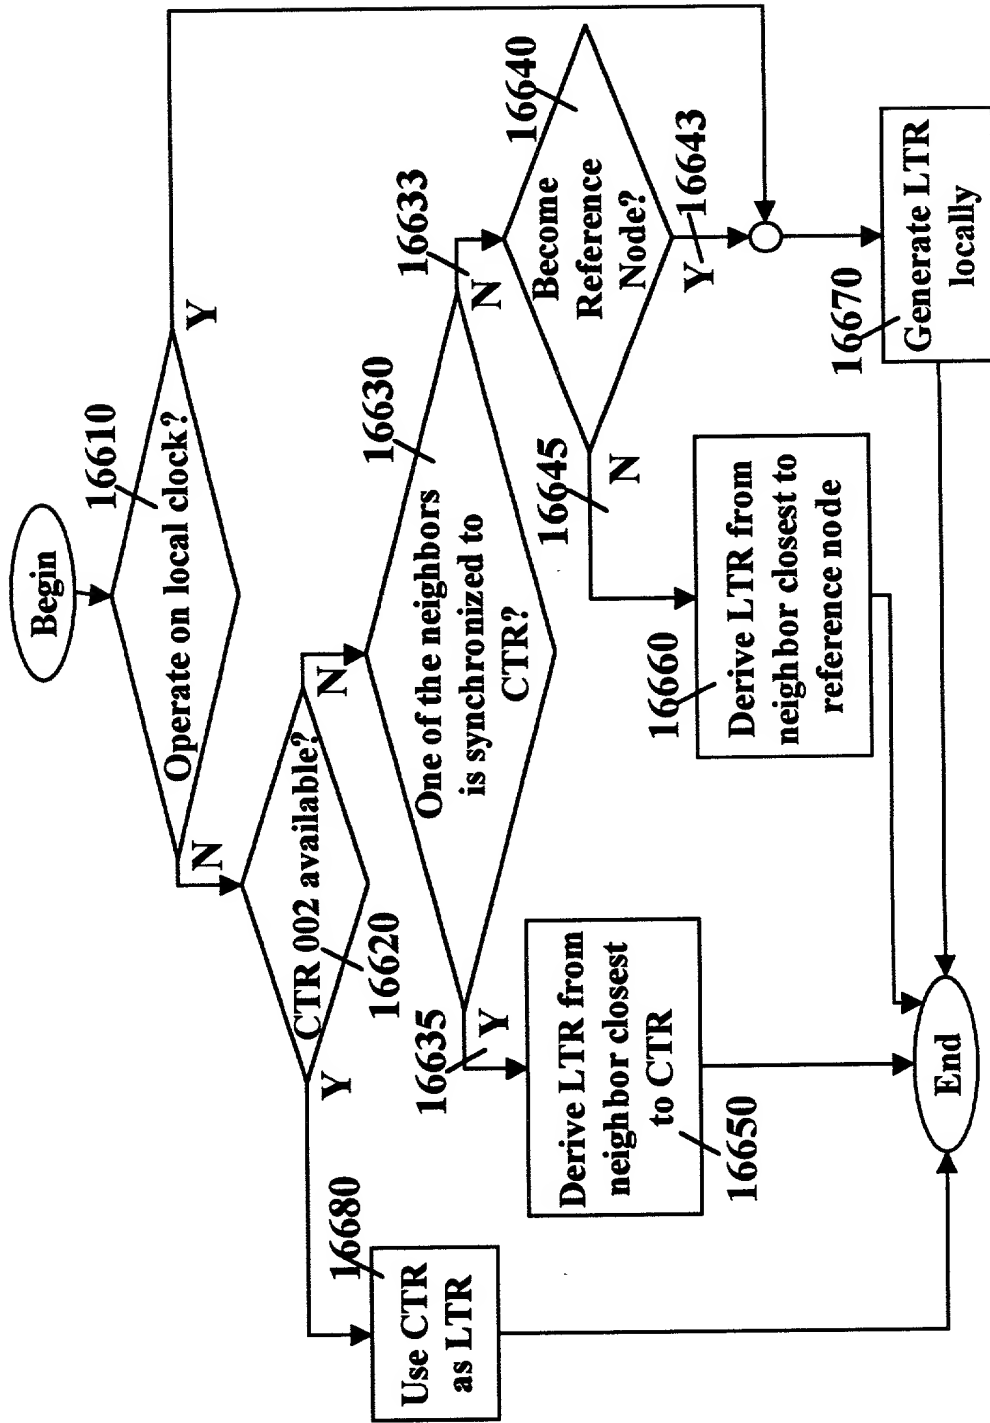 Begin
16610
Operate on local clock?
Y
N
CTR 002 available?
16620
Y
N
16630
One of the neighbors
is synchronized to
CTR?
16633
N
16635
Y
16640
Become
Reference
Node?
16643
Y
16645
N
16680
Use CTR
as LTR
Derive LTR from
neighbor closest
to CTR
16650
16660
Derive LTR from
neighbor closest to
reference node
16670
Generate LTR
locally
End